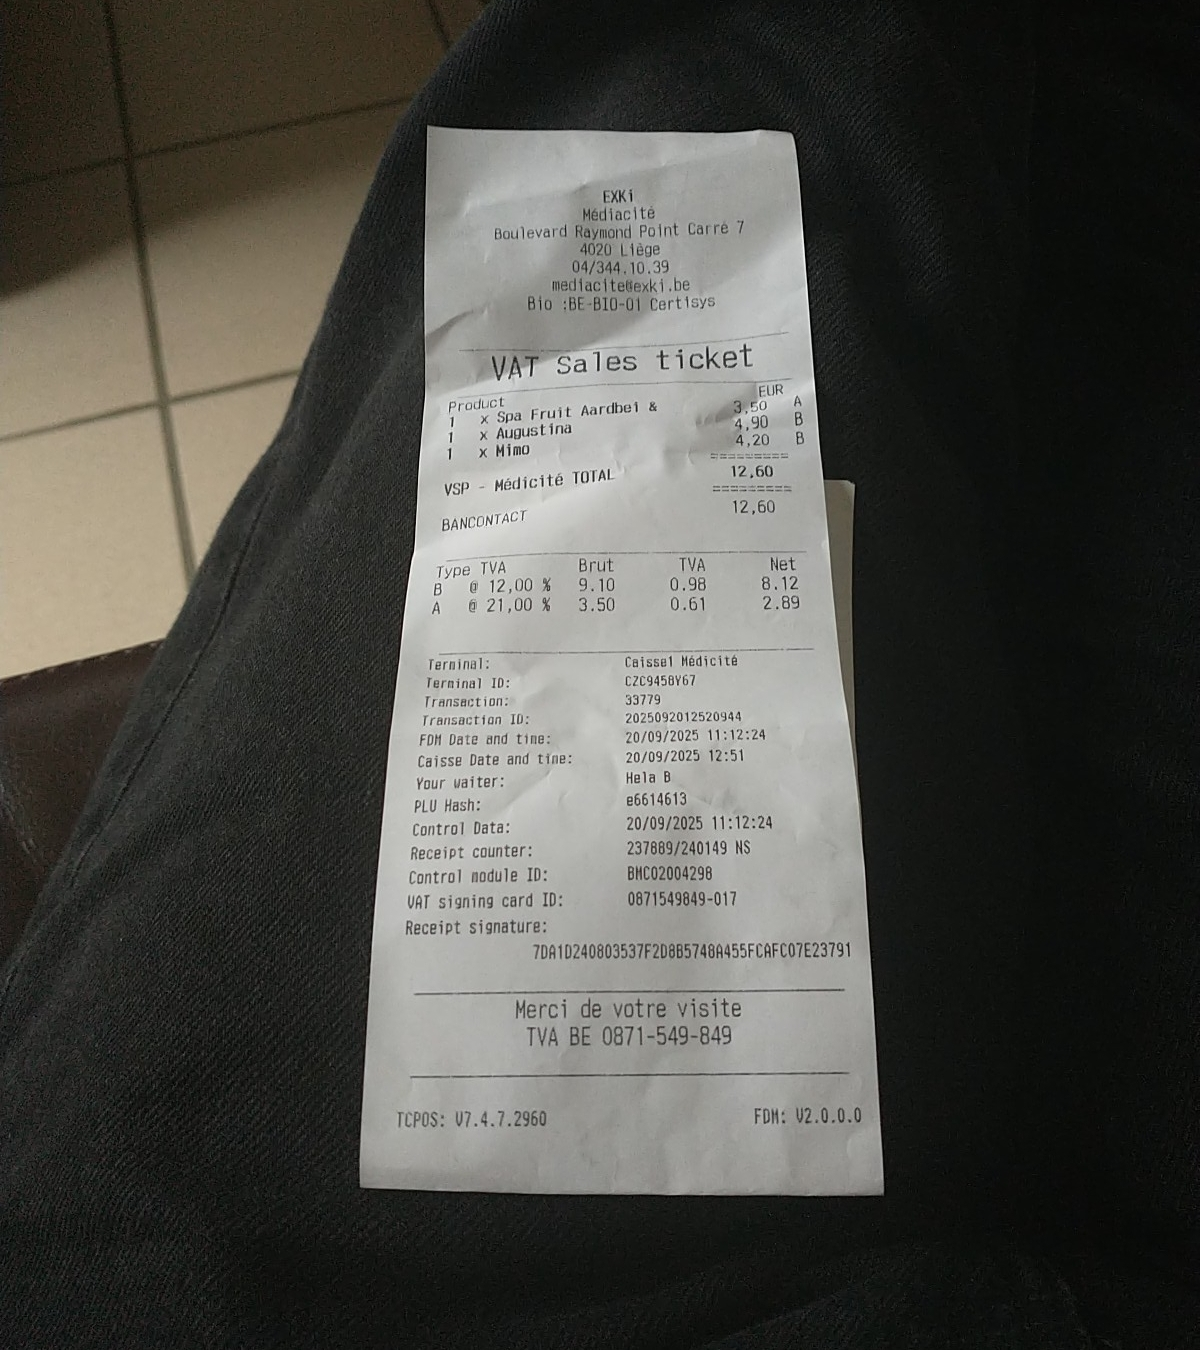 EXKi
Médiacité
Boulevard Raymond Point Carré 7
4020 Liège
04/344.10.39
mediacite@exki.be
Bio :BE-BIO-01 Certisys
VAT Sales ticket
Product EUR
1 x Spa Fruit Aardbei & 3,50 A
1 x Augustina 4,90 B
1 x Mimo 4,20 B
=========
VSP - Médicité TOTAL 12,60
=========
BANCONTACT 12,60
Type TVA Brut TVA Net
B @ 12,00 % 9.10 0.98 8.12
A @ 21,00 % 3.50 0.61 2.89
Terminal: Caisse1 Médicité
Terminal ID: CZC9458Y67
Transaction: 33779
Transaction ID: 2025092012520944
FDM Date and time: 20/09/2025 11:12:24
Caisse Date and time: 20/09/2025 12:51
Your waiter: Hela B
PLU Hash: e6614613
Control Data: 20/09/2025 11:12:24
Receipt counter: 237889/240149 NS
Control module ID: BMC02004298
VAT signing card ID: 0871549849-017
Receipt signature:
7DA1D240803537F2D8B5748A455FCAFC07E23791
Merci de votre visite
TVA BE 0871-549-849
TCPOS: V7.4.7.2960 FDM: V2.0.0.0